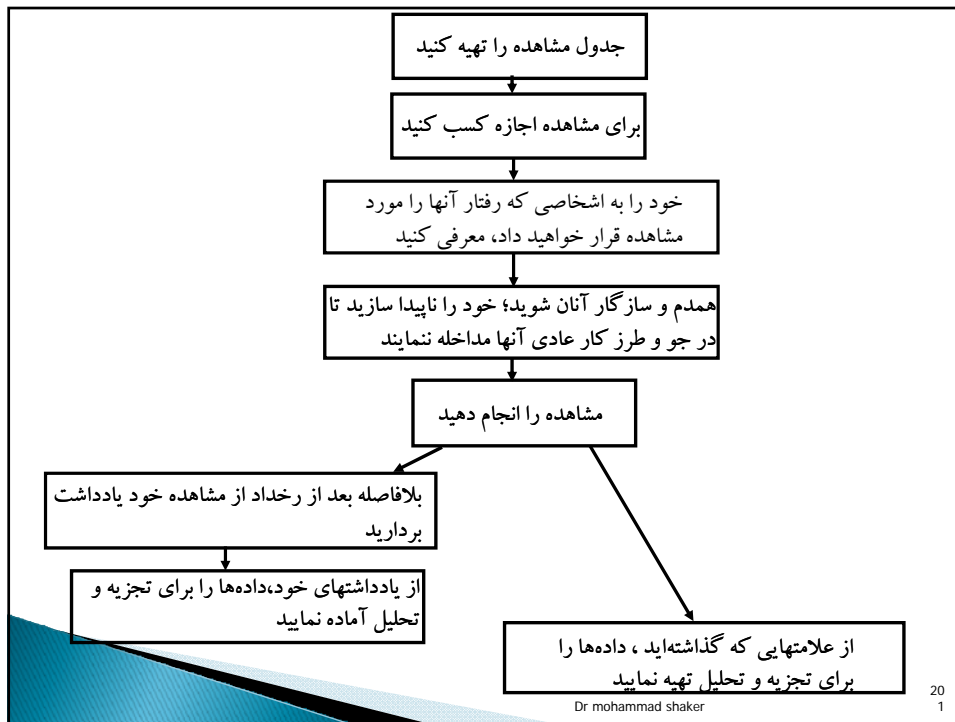 جدول مشاهده را تهیه کنید
برای مشاهده اجازه کسب کنید
خود را به اشخاصی که رفتار آنها را مورد
مشاهده قرار خواهید داد، معرفی کنید
همدم و سازگار آنان شوید؛ خود را ناپیدا سازید تا
در جو و طرز کار عادی آنها مداخله ننمایند
مشاهده را انجام دهید
بلافاصله بعد از رخداد از مشاهده خود یادداشت
بردارید
از یادداشتهای خود،داده‌ها را برای تجزیه و
تحلیل آماده نمایید
از علامتهایی که گذاشته‌اید ، داده‌ها را
برای تجزیه و تحلیل تهیه نمایید
Dr mohammad shaker
20
1